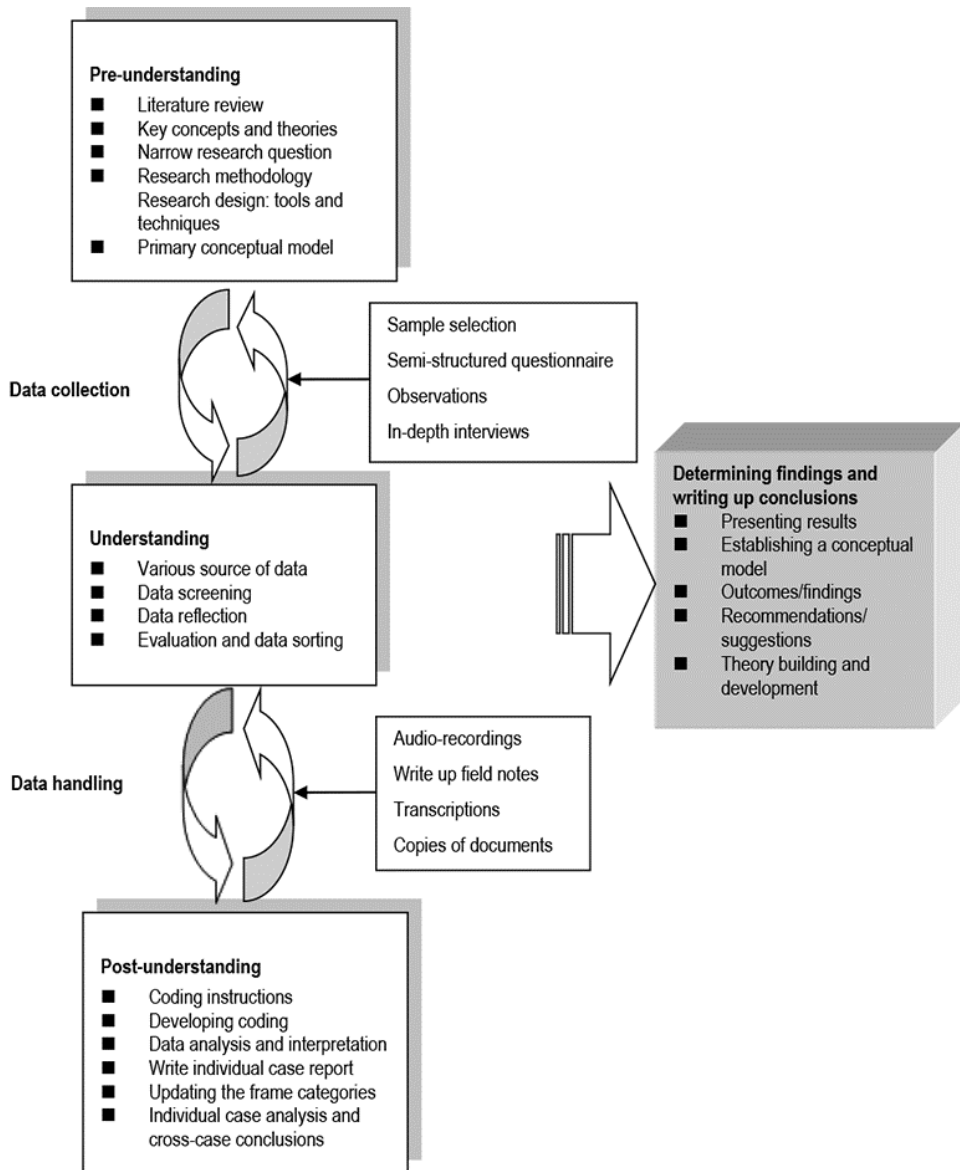 Pre-understanding
Literature review
Key concepts and theories
Narrow research question
Research methodology
Research design: tools and
techniques
Primary conceptual model
Data collection
Sample selection
Semi-structured questionnaire
Observations
In-depth interviews
Understanding
Various source of data
Data screening
Data reflection
Evaluation and data sorting
Determining findings and
writing up conclusions
Presenting results
Establishing a conceptual
model
Outcomes/findings
Recommendations/
suggestions
Theory building and
development
Data handling
Audio-recordings
Write up field notes
Transcriptions
Copies of documents
Post-understanding
Coding instructions
Developing coding
Data analysis and interpretation
Write individual case report
Updating the frame categories
Individual case analysis and
cross-case conclusions